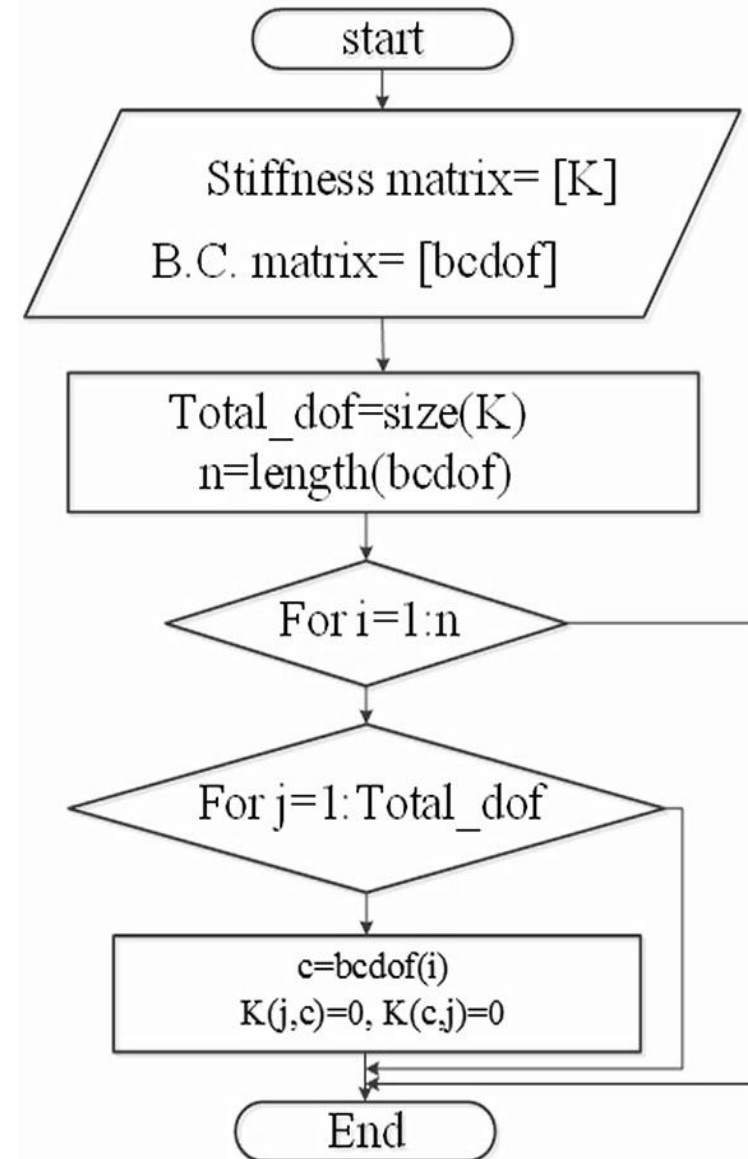 start
Stiffness matrix= [K]
B.C. matrix= [bcdof]
Total_dof=size(K)
n=length(bcdof)
For i=1:n
For j=1:Total_dof
c=bcdof(i)
K(j,c)=0, K(c,j)=0
End